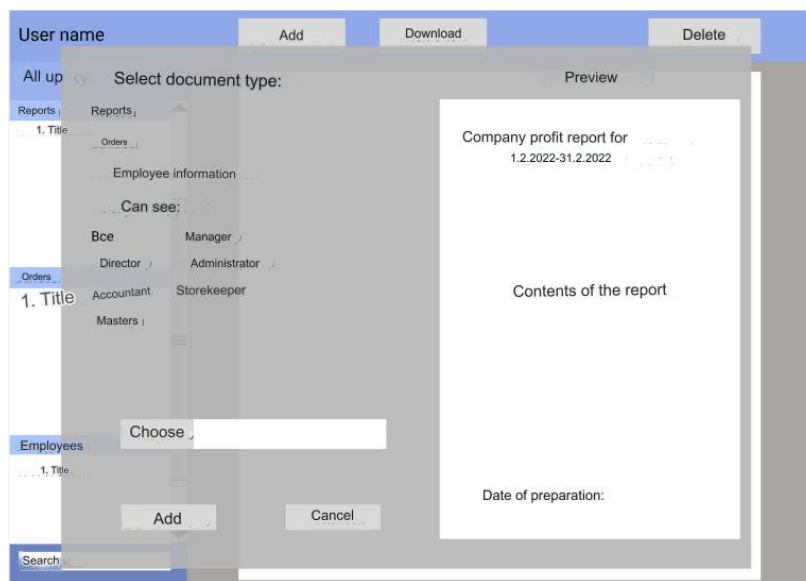 User name
Add
Download
Delete
All up
Select document type:
Preview
Reports
Reports
1. Title
Orders
Employee information
Can see:
Все
Manager
Director
Administrator
Accountant
Storekeeper
Masters
Orders
1. Title
Company profit report for
1.2.2022-31.2.2022
Contents of the report
Choose
Employees
1. Title
Date of preparation:
Add
Cancel
Search